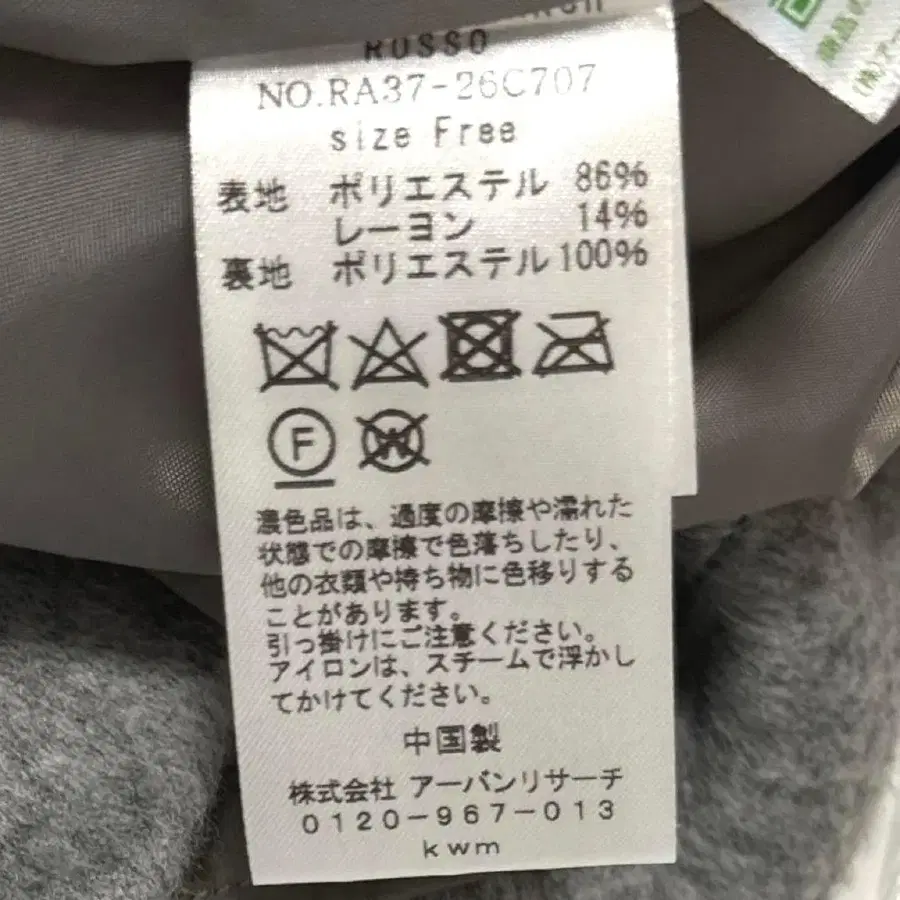 ROSSO
NO.RA37-26C707
size Free
表地 ポリエステル 86%
レーヨン 14%
裏地 ポリエステル 100%
F
W
濃色品は、過度の摩擦や濡れた
状態での摩擦で色落ちしたり、
他の衣類や持ち物に色移りする
ことがあります。
引っ掛けにご注意ください。
アイロンは、スチームで浮かし
てかけてください。
中国製
株式会社 アーバンリサーチ
0120-967-013
kwm